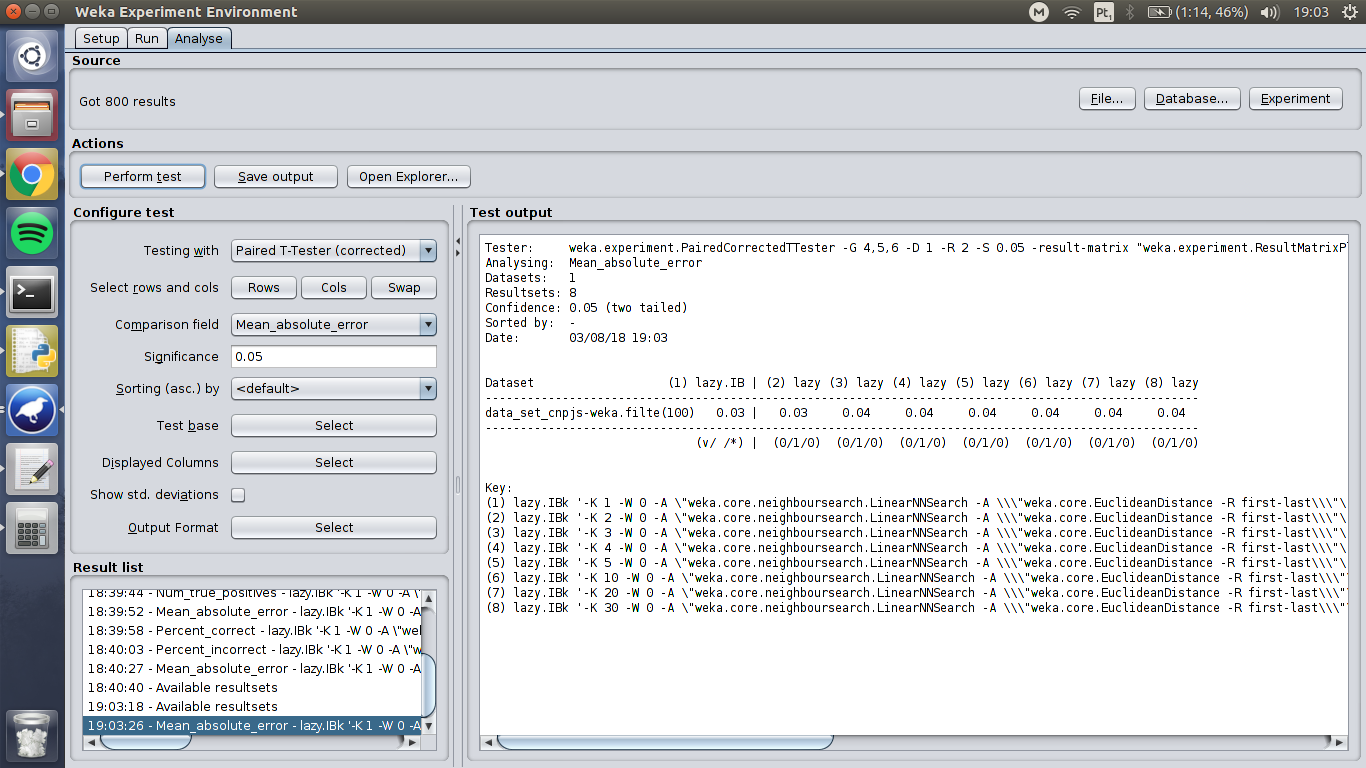 Weka Experiment Environment
M Pt1 (1:14, 46%) 19:03
Setup Run Analyse
Source
Got 800 results File... Database... Experiment
Actions
Perform test Save output Open Explorer...
Configure test
Testing with Paired T-Tester (corrected)
Select rows and cols Rows Cols Swap
Comparison field Mean_absolute_error
Significance 0.05
Sorting (asc.) by <default>
Test base Select
Displayed Columns Select
Show std. deviations
Output Format Select
Result list
18:39:44 - Num_true_positives - lazy.IBk '-K 1 -W 0 -A \"
18:39:52 - Mean_absolute_error - lazy.IBk '-K 1 -W 0 -A
18:39:58 - Percent_correct - lazy.IBk '-K 1 -W 0 -A \"wel
18:40:03 - Percent_incorrect - lazy.IBk '-K 1 -W 0 -A \"w
18:40:27 - Mean_absolute_error - lazy.IBk '-K 1 -W 0 -A
18:40:40 - Available resultsets
19:03:18 - Available resultsets
19:03:26 - Mean_absolute_error - lazy.IBk '-K 1 -W 0 -A
Test output
Tester: weka.experiment.PairedCorrectedTTester -G 4,5,6 -D 1 -R 2 -S 0.05 -result-matrix "weka.experiment.ResultMatrixPl
Analysing: Mean_absolute_error
Datasets: 1
Resultsets: 8
Confidence: 0.05 (two tailed)
Sorted by: -
Date: 03/08/18 19:03
Dataset (1) lazy.IB | (2) lazy (3) lazy (4) lazy (5) lazy (6) lazy (7) lazy (8) lazy
------------------------------------------------------------------------------------------------------
data_set_cnpjs-weka.filte(100) 0.03 | 0.03 0.04 0.04 0.04 0.04 0.04 0.04
------------------------------------------------------------------------------------------------------
(v/ /*) | (0/1/0) (0/1/0) (0/1/0) (0/1/0) (0/1/0) (0/1/0) (0/1/0)
Key:
(1) lazy.IBk '-K 1 -W 0 -A \"weka.core.neighboursearch.LinearNNSearch -A \\\"weka.core.EuclideanDistance -R first-last\\\"\
(2) lazy.IBk '-K 2 -W 0 -A \"weka.core.neighboursearch.LinearNNSearch -A \\\"weka.core.EuclideanDistance -R first-last\\\"\
(3) lazy.IBk '-K 3 -W 0 -A \"weka.core.neighboursearch.LinearNNSearch -A \\\"weka.core.EuclideanDistance -R first-last\\\"\
(4) lazy.IBk '-K 4 -W 0 -A \"weka.core.neighboursearch.LinearNNSearch -A \\\"weka.core.EuclideanDistance -R first-last\\\"\
(5) lazy.IBk '-K 5 -W 0 -A \"weka.core.neighboursearch.LinearNNSearch -A \\\"weka.core.EuclideanDistance -R first-last\\\"\
(6) lazy.IBk '-K 10 -W 0 -A \"weka.core.neighboursearch.LinearNNSearch -A \\\"weka.core.EuclideanDistance -R first-last\\\"
(7) lazy.IBk '-K 20 -W 0 -A \"weka.core.neighboursearch.LinearNNSearch -A \\\"weka.core.EuclideanDistance -R first-last\\\"
(8) lazy.IBk '-K 30 -W 0 -A \"weka.core.neighboursearch.LinearNNSearch -A \\\"weka.core.EuclideanDistance -R first-last\\\"